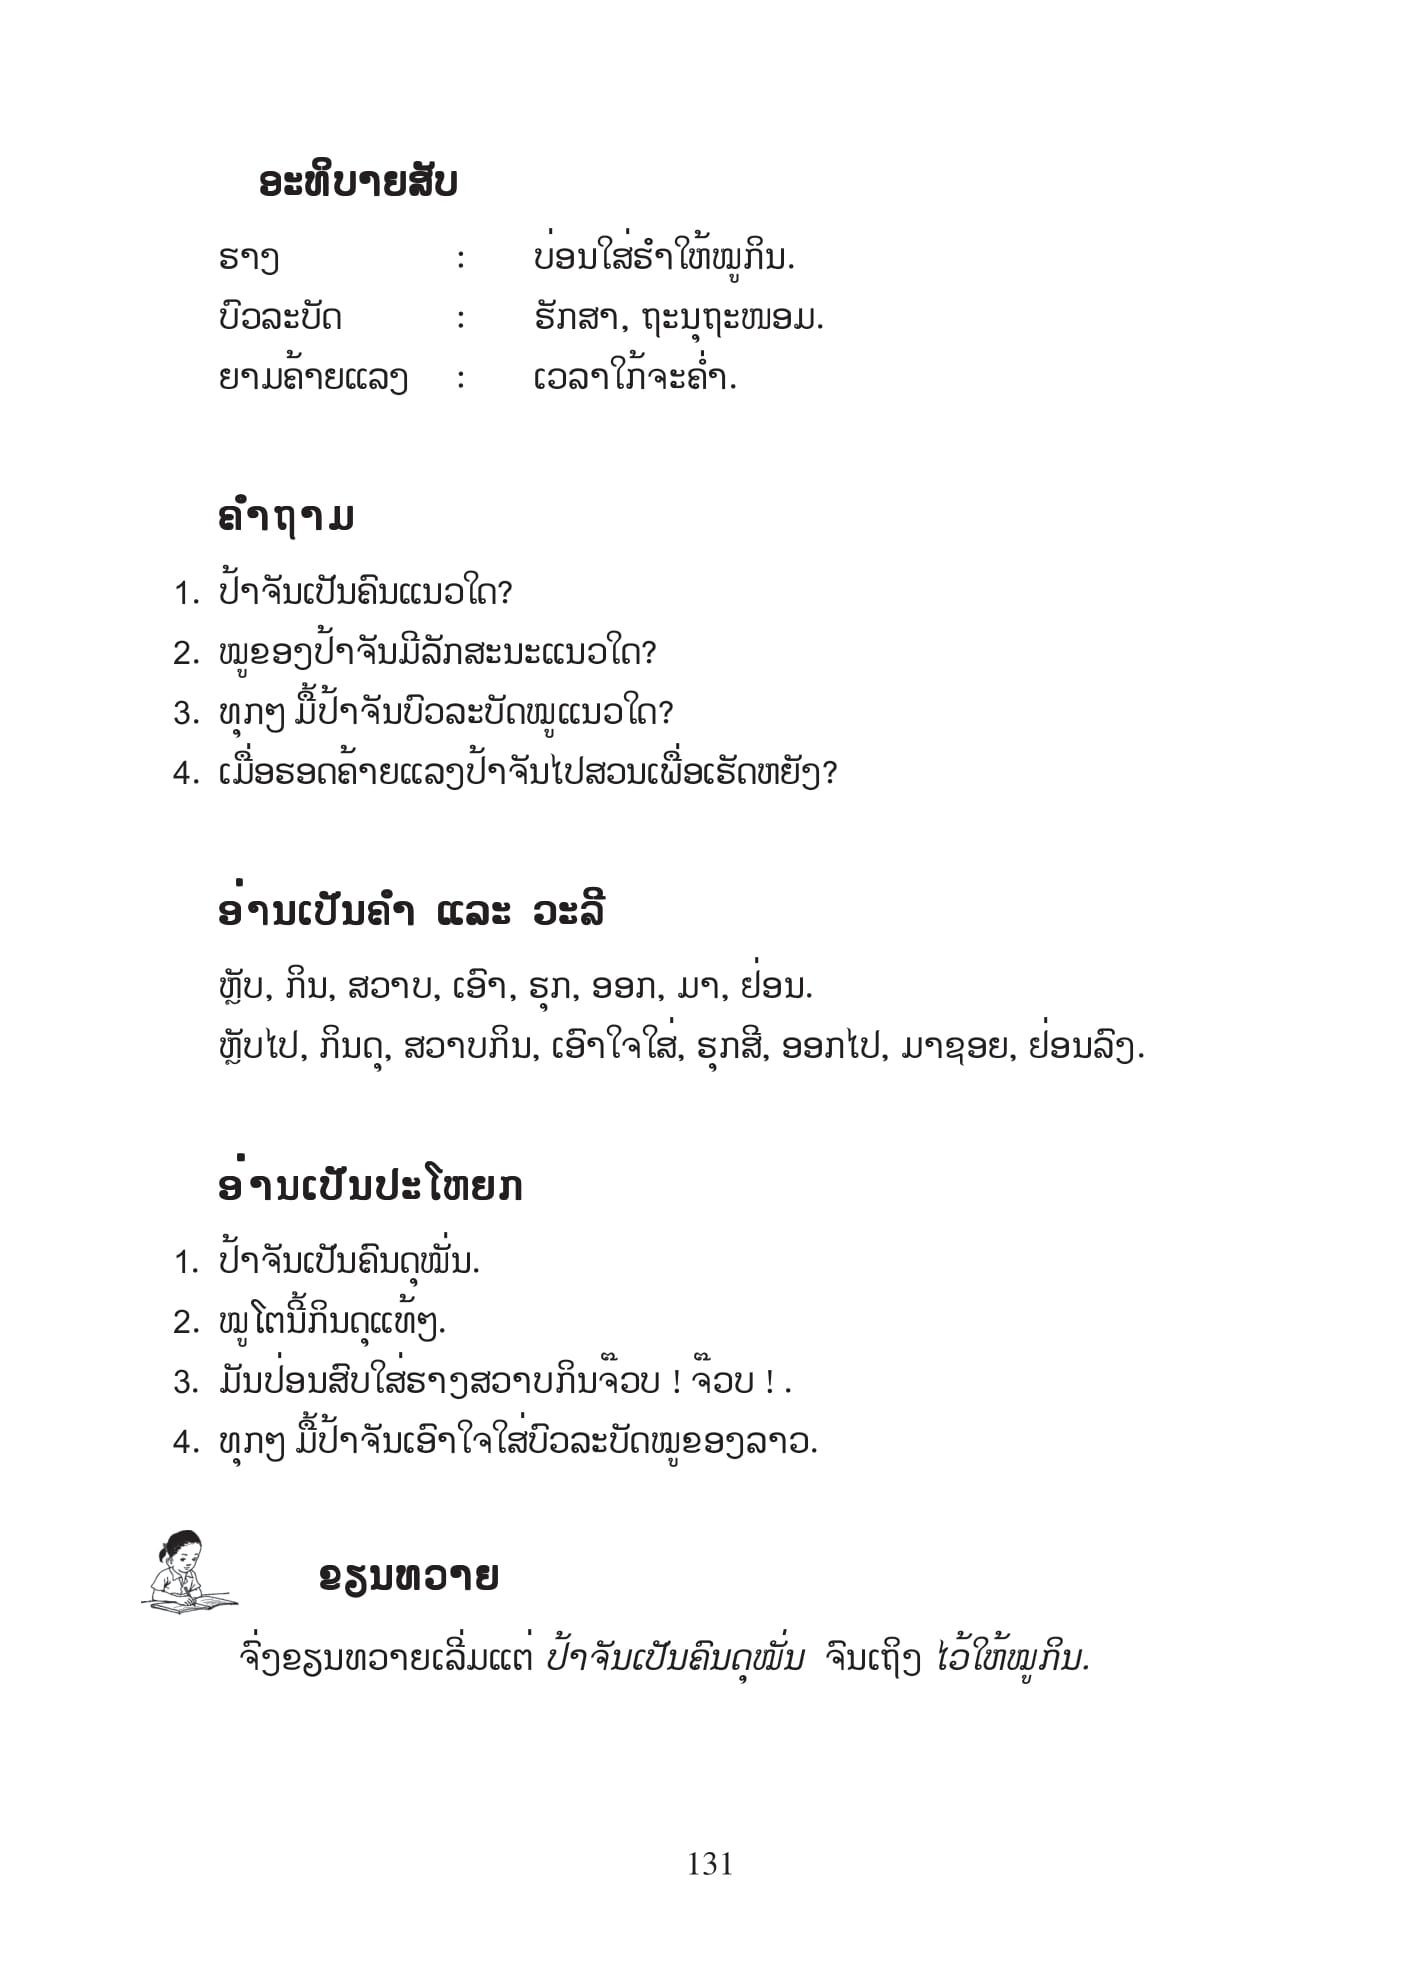 ອະທິບາຍສັບ
ຮາງ : ບ່ອນໃສ່ຮຳໃຫ້ໝູກິນ.
ບົວລະບັດ : ຮັກສາ, ຖະນຸຖະໜອມ.
ຍາມຄ້າຍແລງ : ເວລາໃກ້ຈະຄ່ຳ.
ຄຳຖາມ
1. ປ້າຈັນເປັນຄົນແນວໃດ?
2. ໝູຂອງປ້າຈັນມີລັກສະນະແນວໃດ?
3. ທຸກໆ ມື້ປ້າຈັນບົວລະບັດໝູແນວໃດ?
4. ເມື່ອຮອດຄ້າຍແລງປ້າຈັນໄປສວນເພື່ອເຮັດຫຍັງ?
ອ່ານເປັນຄຳ ແລະ ວະລີ
ຫຼັບ, ກິນ, ສວາບ, ເອົາ, ຮຸກ, ອອກ, ມາ, ຢ່ອນ.
ຫຼັບໄປ, ກິນດຸ, ສວາບກິນ, ເອົາໃຈໃສ່, ຮຸກສີ, ອອກໄປ, ມາຊອຍ, ຢ່ອນລົງ.
ອ່ານເປັນປະໂຫຍກ
1. ປ້າຈັນເປັນຄົນດຸໝັ່ນ.
2. ໝູໂຕນີ້ກິນດຸແທ້ໆ.
3. ມັນປ່ອນສົບໃສ່ຮາງສວາບກິນຈ໊ວບ ! ຈ໊ວບ ! .
4. ທຸກໆ ມື້ປ້າຈັນເອົາໃຈໃສ່ບົວລະບັດໝູຂອງລາວ.
ຂຽນທວາຍ
ຈົ່ງຂຽນທວາຍເລີ່ມແຕ່ ປ້າຈັນເປັນຄົນດຸໝັ່ນ ຈົນເຖິງ ໄວ້ໃຫ້ໝູກິນ.
131